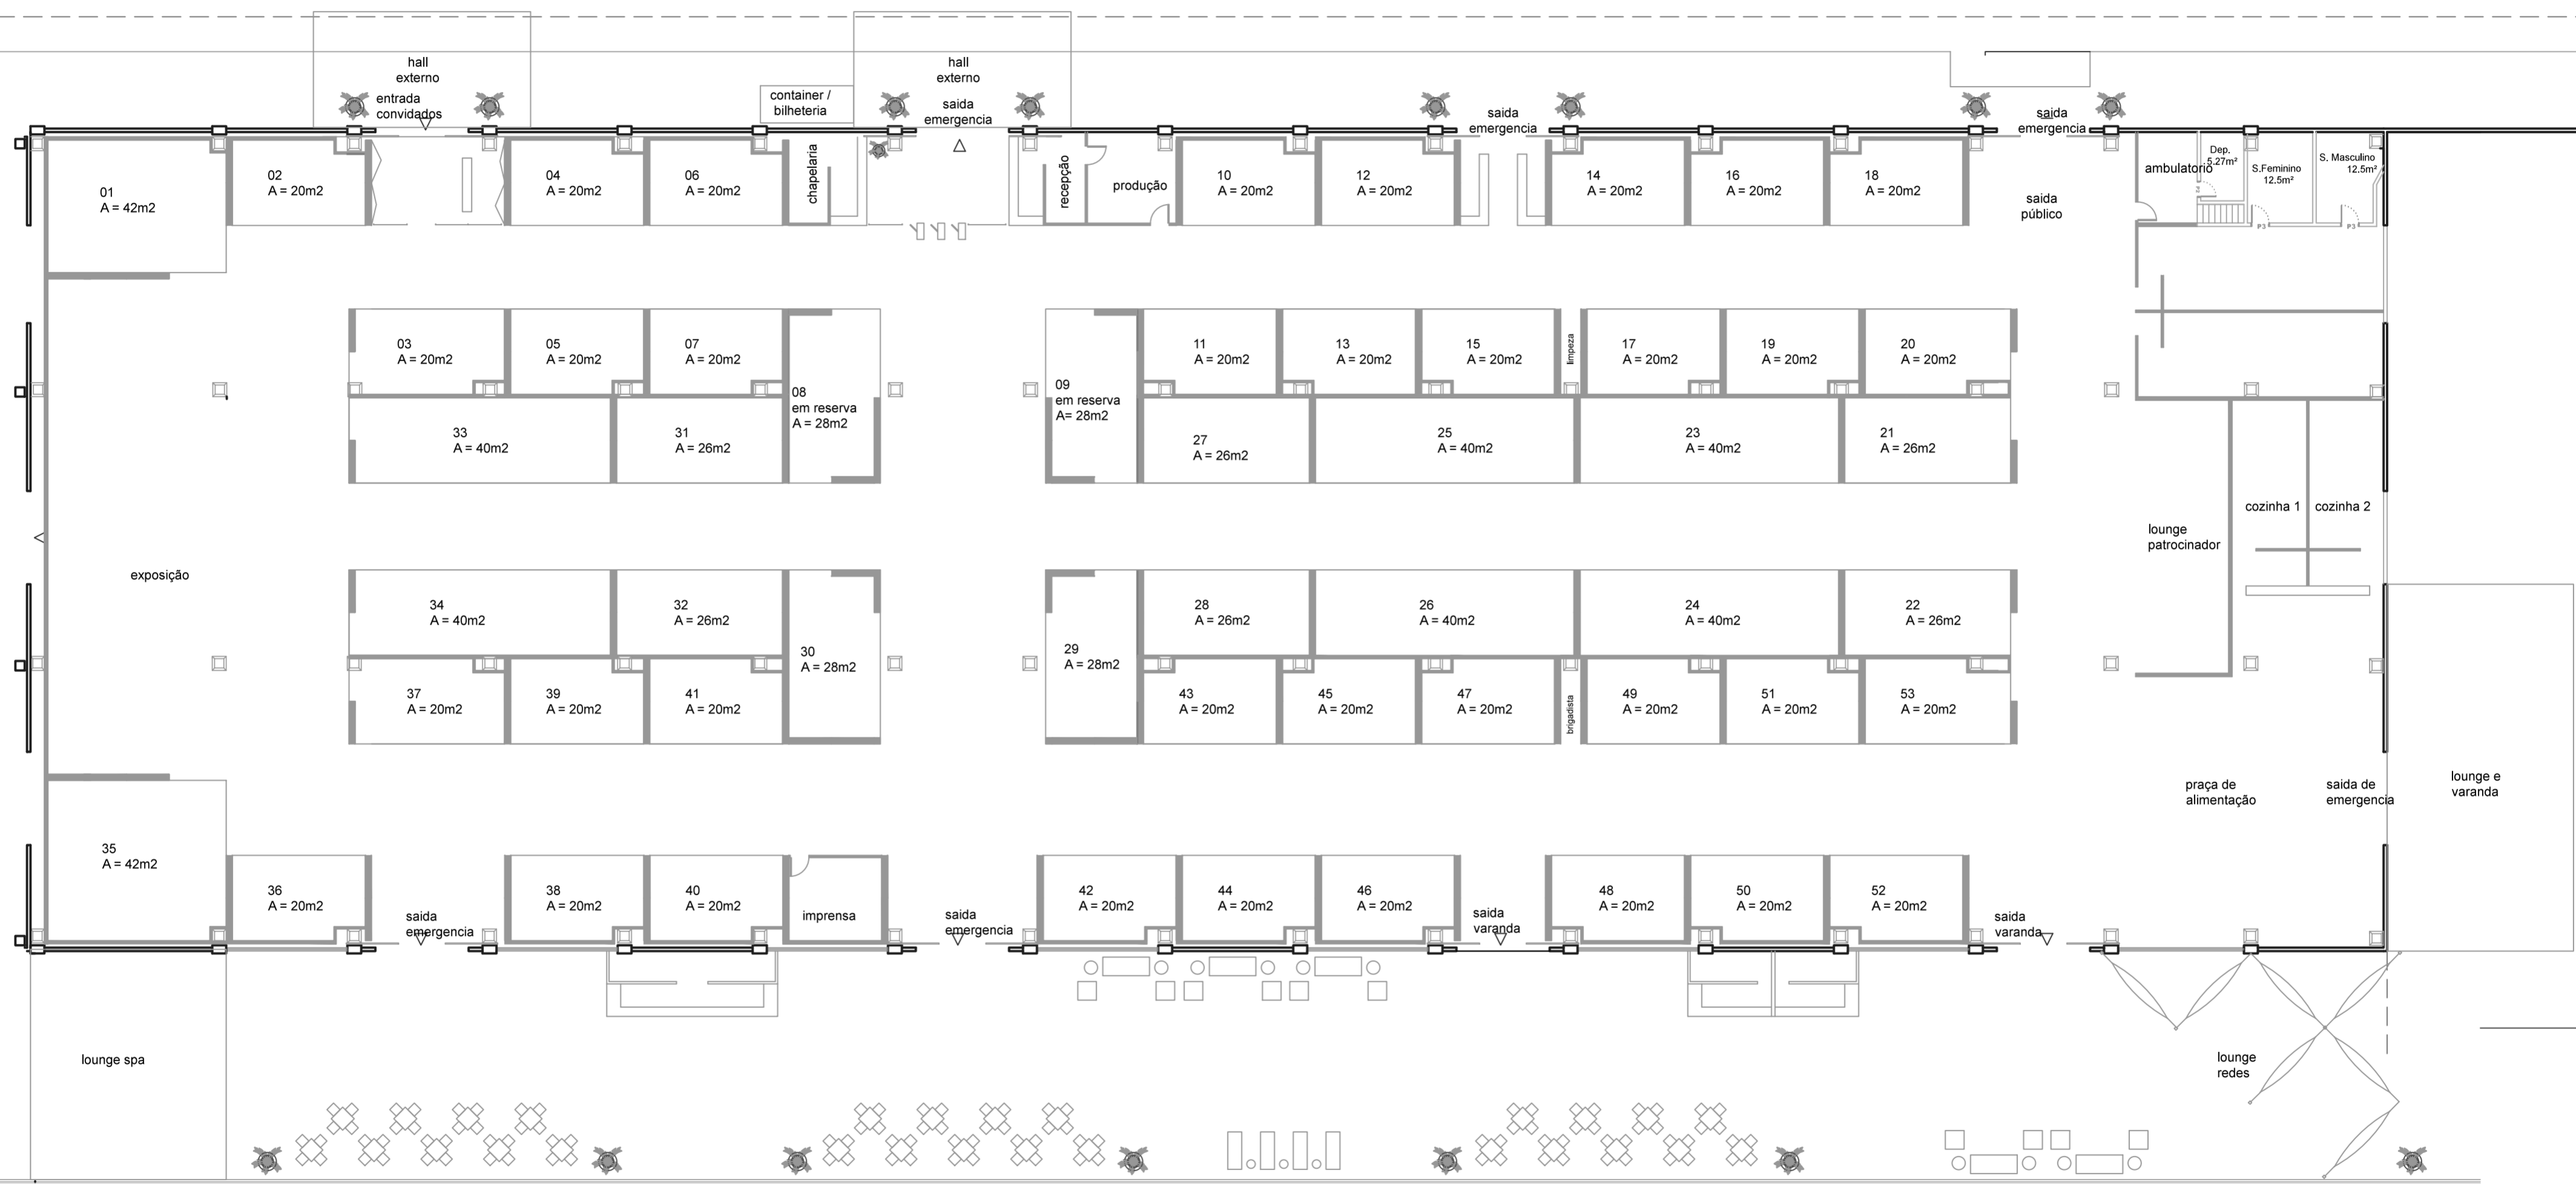 hall
externo
hall
externo
entrada
convidados
container /
bilheteria
saida
emergencia
saida
emergencia
saida
emergencia
01
A = 42m2
02
A = 20m2
04
A = 20m2
06
A = 20m2
chapelaria
recepção
produção
10
A = 20m2
12
A = 20m2
14
A = 20m2
16
A = 20m2
18
A = 20m2
saida
público
ambulatorio
Dep.
5.27m²
S.Feminino
12.5m²
S. Masculino
12.5m²
P3
P3
03
A = 20m2
05
A = 20m2
07
A = 20m2
08
em reserva
A = 28m2
09
em reserva
A= 28m2
11
A = 20m2
13
A = 20m2
15
A = 20m2
limpeza
17
A = 20m2
19
A = 20m2
20
A = 20m2
33
A = 40m2
31
A = 26m2
27
A = 26m2
25
A = 40m2
23
A = 40m2
21
A = 26m2
cozinha 1
cozinha 2
lounge
patrocinador
exposição
34
A = 40m2
32
A = 26m2
30
A = 28m2
29
A = 28m2
28
A = 26m2
26
A = 40m2
24
A = 40m2
22
A = 26m2
37
A = 20m2
39
A = 20m2
41
A = 20m2
43
A = 20m2
45
A = 20m2
47
A = 20m2
brigadista
49
A = 20m2
51
A = 20m2
53
A = 20m2
praça de
alimentação
saida de
emergencia
lounge e
varanda
35
A = 42m2
36
A = 20m2
saida
emergencia
38
A = 20m2
40
A = 20m2
imprensa
saida
emergencia
42
A = 20m2
44
A = 20m2
46
A = 20m2
saida
varanda
48
A = 20m2
50
A = 20m2
52
A = 20m2
saida
varanda
lounge spa
lounge
redes